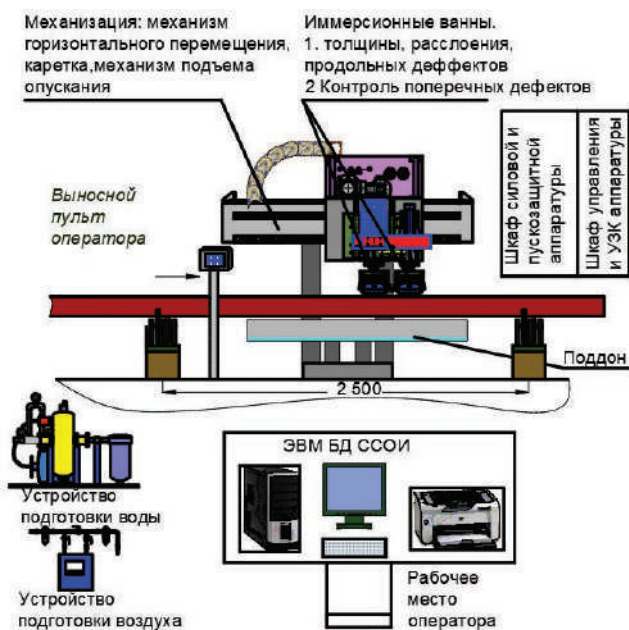 Механизация: механизм
горизонтального перемещения,
каретка,механизм подъема
опускания
Иммерсионные ванны.
1. толщины, расслоения,
продольных деффектов
2 Контроль поперечных дефектов
Шкаф силовой и
пускозащитной
аппаратуры
Шкаф управления
и УЗК аппаратуры
Выносной
пульт
оператора
Поддон
2 500
ЭВМ БД ССОИ
Устройство
подготовки воды
Устройство
подготовки воздуха
Рабочее
место
оператора